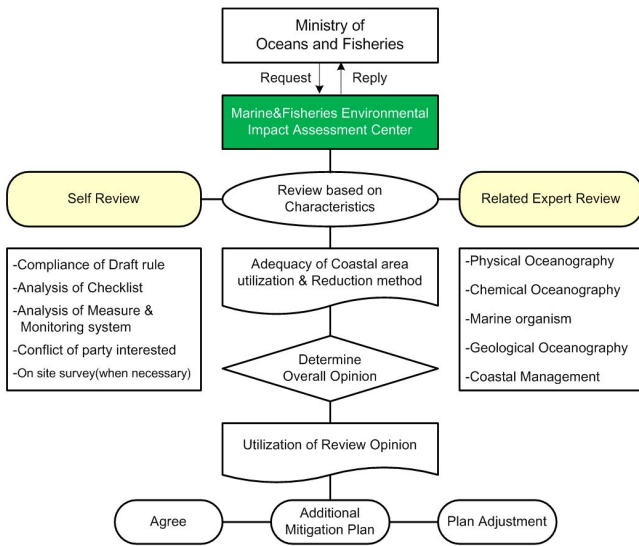 Ministry of
Oceans and Fisheries
Request
Reply
Marine&Fisheries Environmental
Impact Assessment Center
Self Review
Review based on
Characteristics
Related Expert Review
-Compliance of Draft rule
-Analysis of Checklist
-Analysis of Measure &
Monitoring system
-Conflict of party interested
-On site survey(when necessary)
Adequacy of Coastal area
utilization & Reduction method
-Physical Oceanography
-Chemical Oceanography
-Marine organism
-Geological Oceanography
-Coastal Management
Determine
Overall Opinion
Utilization of Review Opinion
Agree
Additional
Mitigation Plan
Plan Adjustment